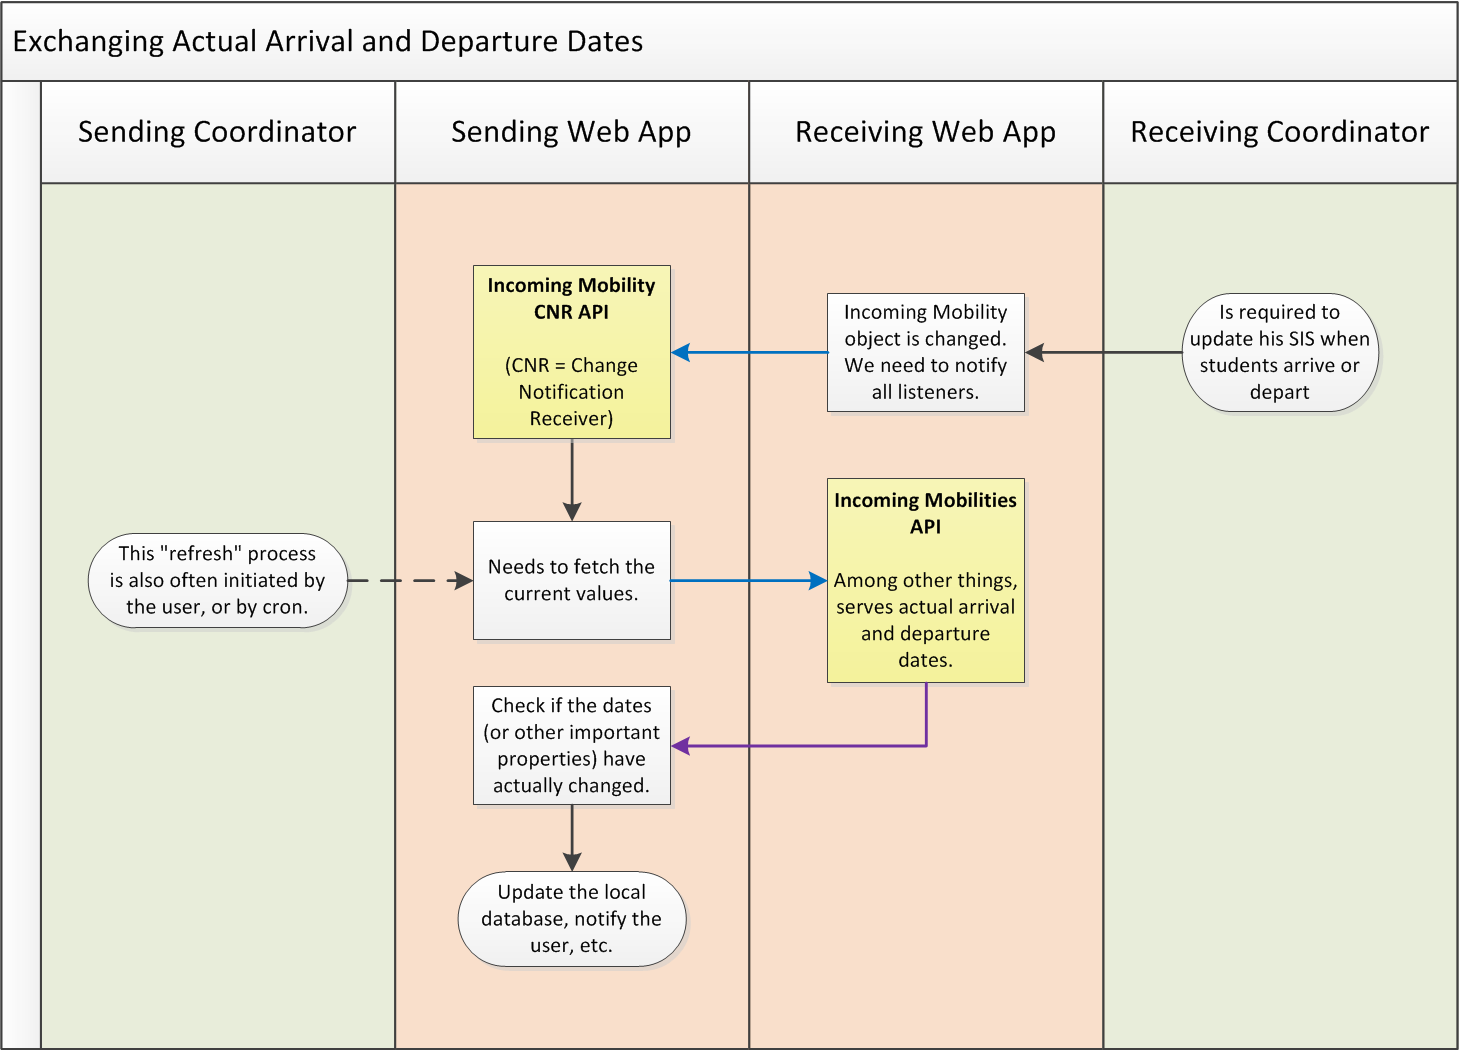 Exchanging Actual Arrival and Departure Dates
Sending Coordinator
Sending Web App
Receiving Web App
Receiving Coordinator
Incoming Mobility
CNR API
(CNR = Change
Notification
Receiver)
Incoming Mobility
object is changed.
We need to notify
all listeners.
Is required to
update his SIS when
students arrive or
depart
This "refresh" process
is also often initiated by
the user, or by cron.
Needs to fetch the
current values.
Incoming Mobilities
API
Among other things,
serves actual arrival
and departure
dates.
Check if the dates
(or other important
properties) have
actually changed.
Update the local
database, notify the
user, etc.